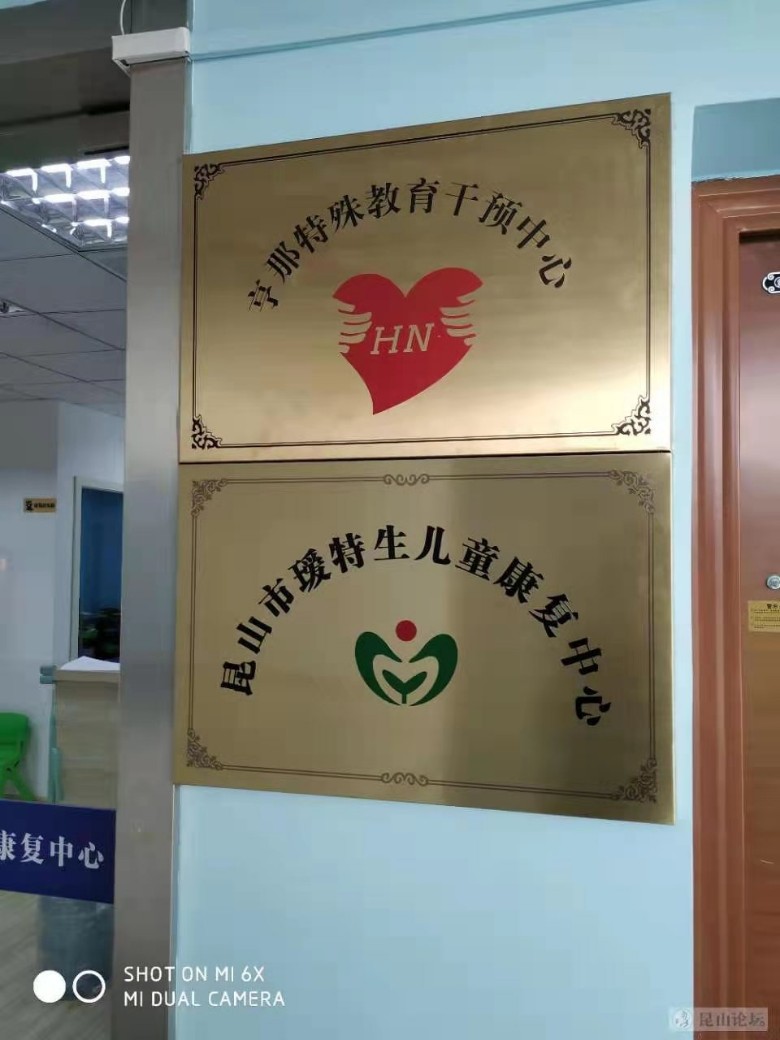 亨那特殊教育干预中心
HN
昆山市瑷特生儿童康复中心
康复中心
SHOT ON MI 6X
MI DUAL CAMERA
昆山论坛